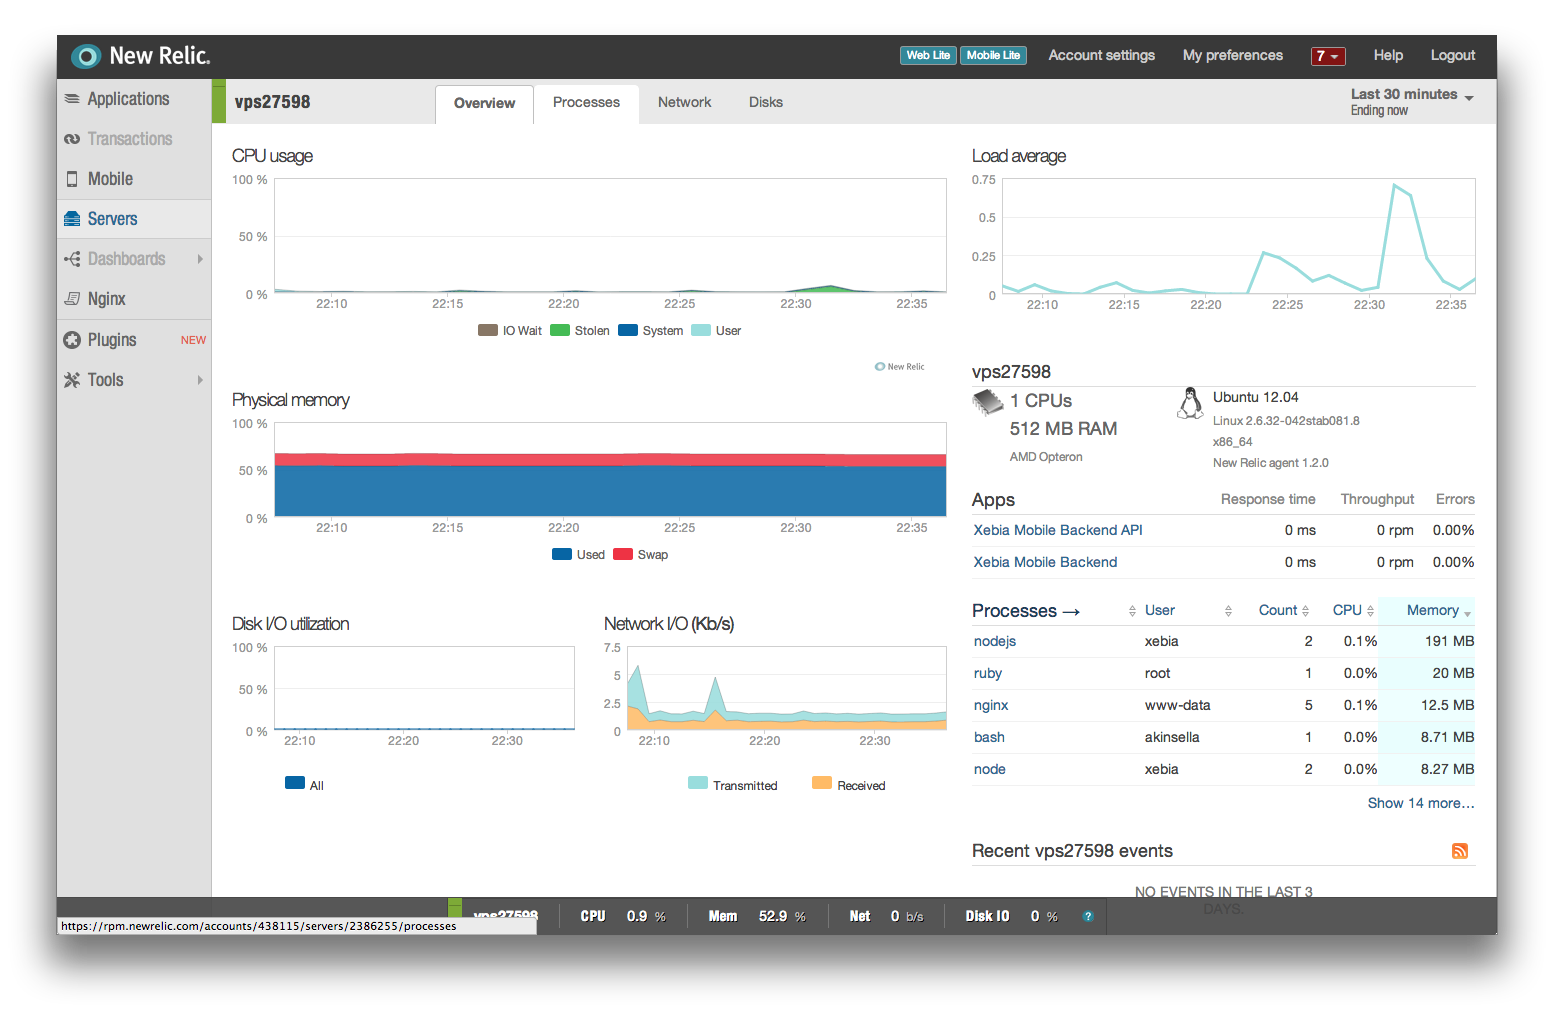 New Relic.
Web Lite Mobile Lite Account settings My preferences 7 Help Logout
Applications
Transactions
Mobile
Servers
Dashboards
Nginx
Plugins NEW
Tools
vps27598 Overview Processes Network Disks
Last 30 minutes
Ending now
CPU usage
100 %
50 %
0 %
22:10 22:15 22:20 22:25 22:30 22:35
IO Wait Stolen System User
New Relic
Physical memory
100 %
50 %
0 %
22:10 22:15 22:20 22:25 22:30 22:35
Used Swap
Disk I/O utilization
100 %
50 %
0 %
22:10 22:20 22:30
All
Network I/O (Kb/s)
7.5
5
2.5
0
22:10 22:20 22:30
Transmitted Received
Load average
0.75
0.5
0.25
0
22:10 22:15 22:20 22:25 22:30 22:35
vps27598
1 CPUs
512 MB RAM
AMD Opteron
Ubuntu 12.04
Linux 2.6.32-042stab081.8
x86_64
New Relic agent 1.2.0
Apps Response time Throughput Errors
Xebia Mobile Backend API 0 ms 0 rpm 0.00%
Xebia Mobile Backend 0 ms 0 rpm 0.00%
Processes → User Count CPU Memory
nodejs xebia 2 0.1% 191 MB
ruby root 1 0.0% 20 MB
nginx www-data 5 0.1% 12.5 MB
bash akinsella 1 0.0% 8.71 MB
node xebia 2 0.0% 8.27 MB
Show 14 more...
Recent vps27598 events
NO EVENTS IN THE LAST 3
DAYS.
vps27598 CPU 0.9 % Mem 52.9 % Net 0 b/s Disk IO 0 % ?
https://rpm.newrelic.com/accounts/438115/servers/2386255/processes